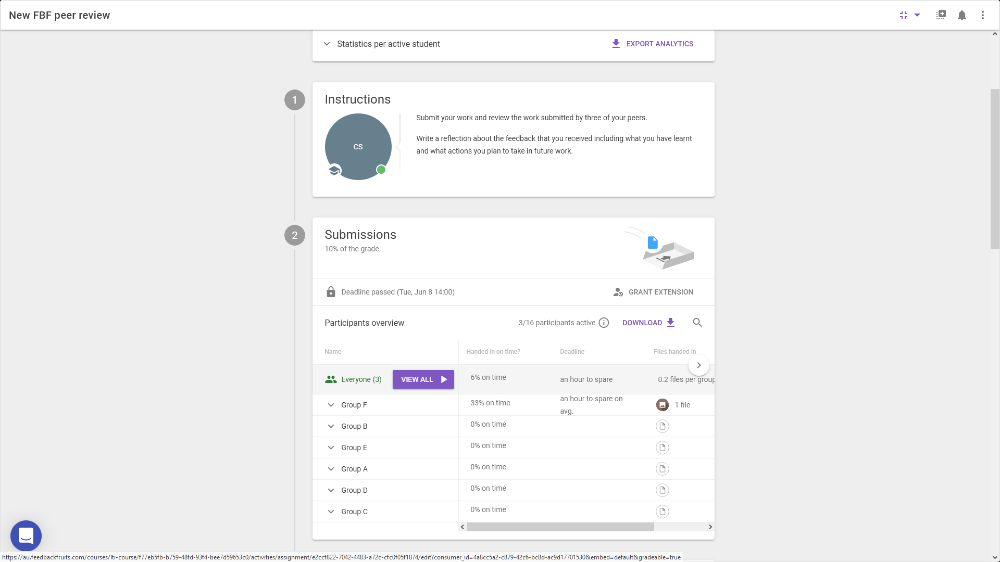 New FBF peer review
Statistics per active student
EXPORT ANALYTICS
1
Instructions
CS
Submit your work and review the work submitted by three of your peers.
Write a reflection about the feedback that you received including what you have learnt
and what actions you plan to take in future work.
2
Submissions
10% of the grade
Deadline passed (Tue, Jun 8 14:00)
GRANT EXTENSION
Participants overview
3/16 participants active
DOWNLOAD
Name
Handed in on time?
Deadline
Files handed in
Everyone (3)
VIEW ALL
6% on time
an hour to spare
0.2 files per group
Group F
33% on time
an hour to spare on
avg.
1 file
Group B
0% on time
Group E
0% on time
Group A
0% on time
Group D
0% on time
Group C
0% on time
https://au.feedbackfruits.com/courses/lti-course/f77eb5fb-b759-48fd-93f4-bee7d59653c0/activities/assignment/e2ccf822-7042-4483-a72c-cfc0f05f1874/edit?consumer_id=4a8cc5a2-c879-42c6-bc8d-ac9d17701530&embed=default&gradeable=true